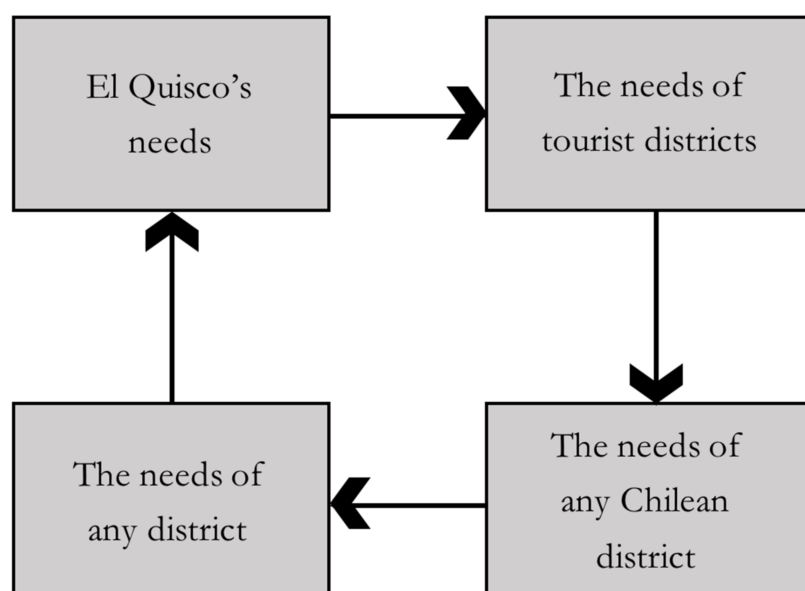 El Quisco’s
needs
The needs of
tourist districts
The needs of
any district
The needs of
any Chilean
district